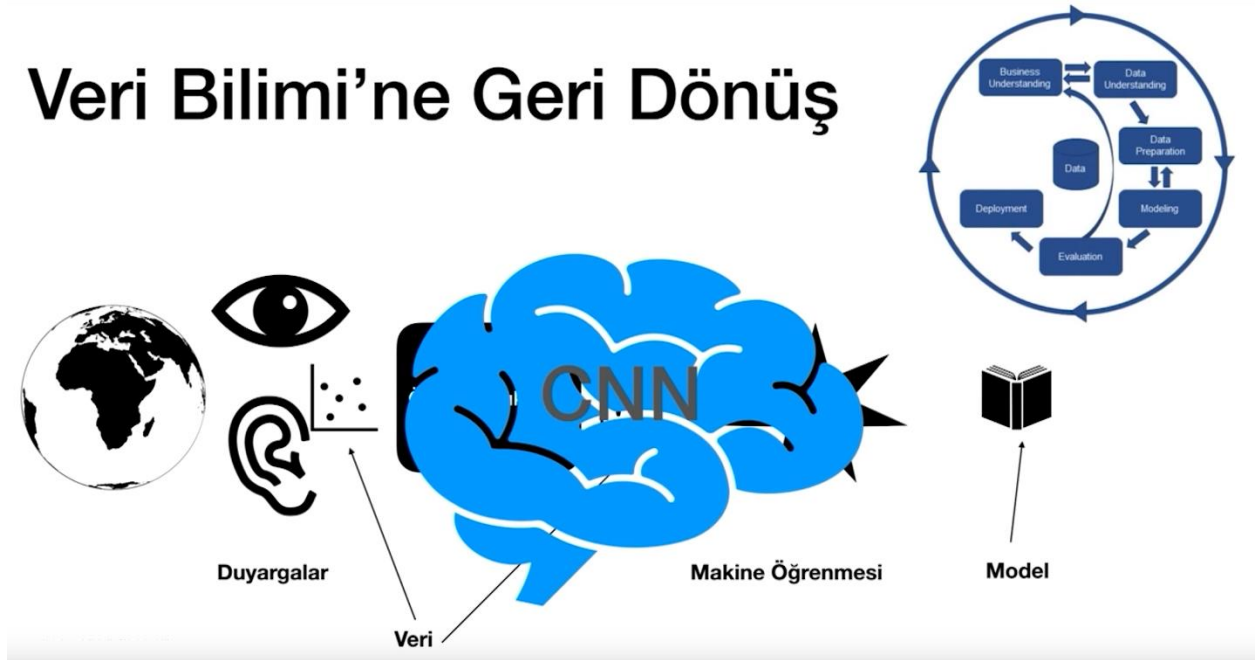 Veri Bilimi'ne Geri Dönüş
Business
Understanding
Data
Understanding
Data
Preparation
Data
Modeling
Deployment
Evaluation
CNN
Duyargalar
Makine Öğrenmesi
Model
Veri